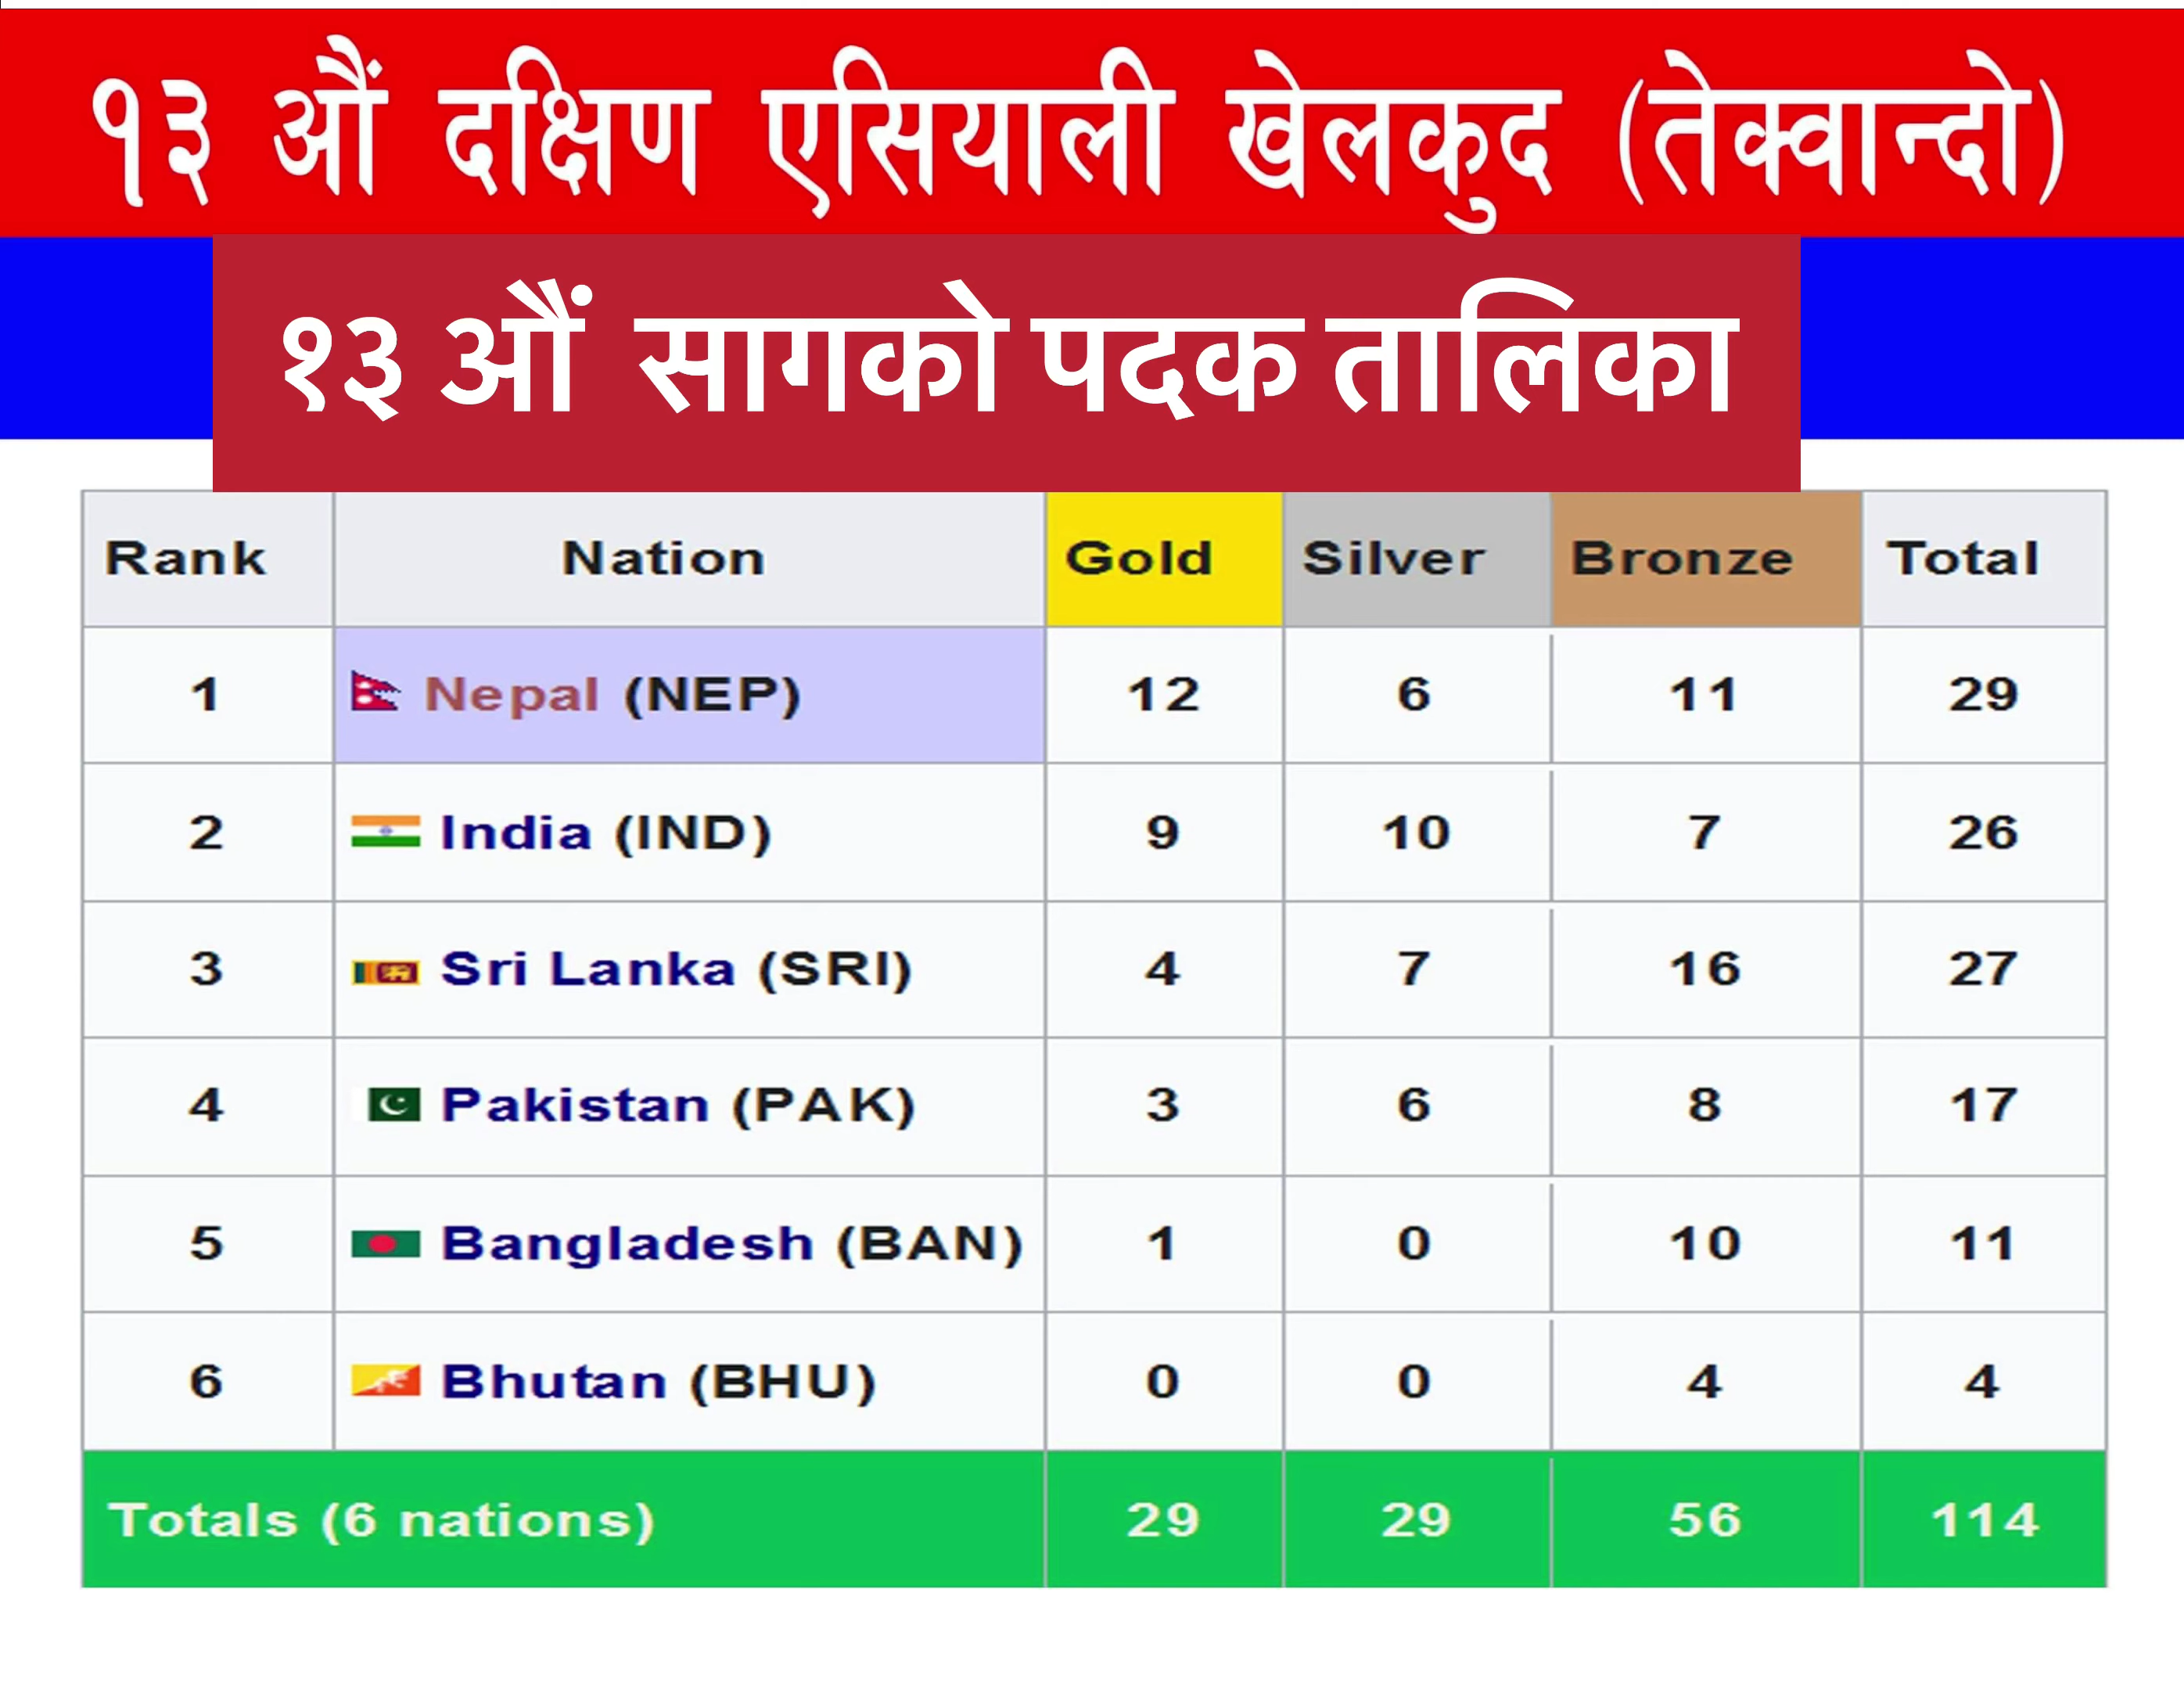 १३ औं दक्षिण एसियाली खेलकुद (तेक्वान्दो)
१३ औं सागको पदक तालिका
Rank Nation Gold Silver Bronze Total
1 Nepal (NEP) 12 6 11 29
2 India (IND) 9 10 7 26
3 Sri Lanka (SRI) 4 7 16 27
4 Pakistan (PAK) 3 6 8 17
5 Bangladesh (BAN) 1 0 10 11
6 Bhutan (BHU) 0 0 4 4
Totals (6 nations) 29 29 56 114